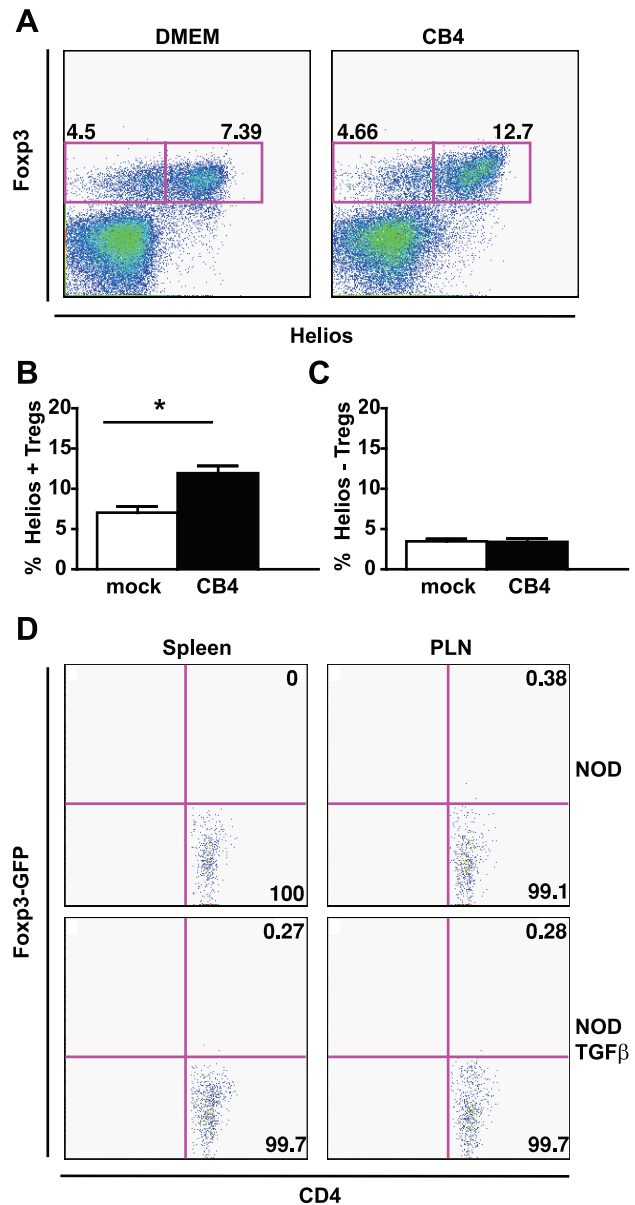 A
DMEM CB4
Foxp3
4.5 7.39 4.66 12.7
Helios
B C
% Helios + Tregs
20
15
10
5
0
*
mock CB4
% Helios - Tregs
20
15
10
5
0
mock CB4
D
Spleen PLN
Foxp3-GFP
0 0.38
NOD
100 99.1
0.27 0.28
NOD
TGFβ
99.7 99.7
CD4